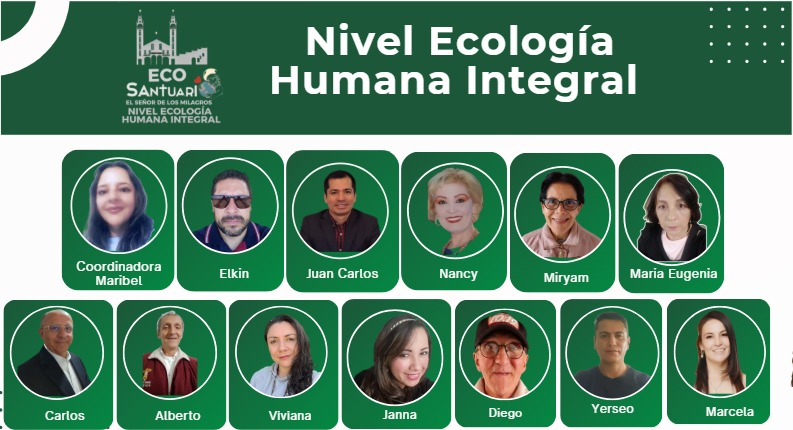 Nivel Ecología
Humana Integral
ECO
SANTUARIO
EL SEÑOR DE LOS MILAGROS
NIVEL ECOLOGÍA
HUMANA INTEGRAL
Coordinadora
Maribel
Elkin
Juan Carlos
Nancy
Miryam
Maria Eugenia
Carlos
Alberto
Viviana
Janna
Diego
Yerseo
Marcela